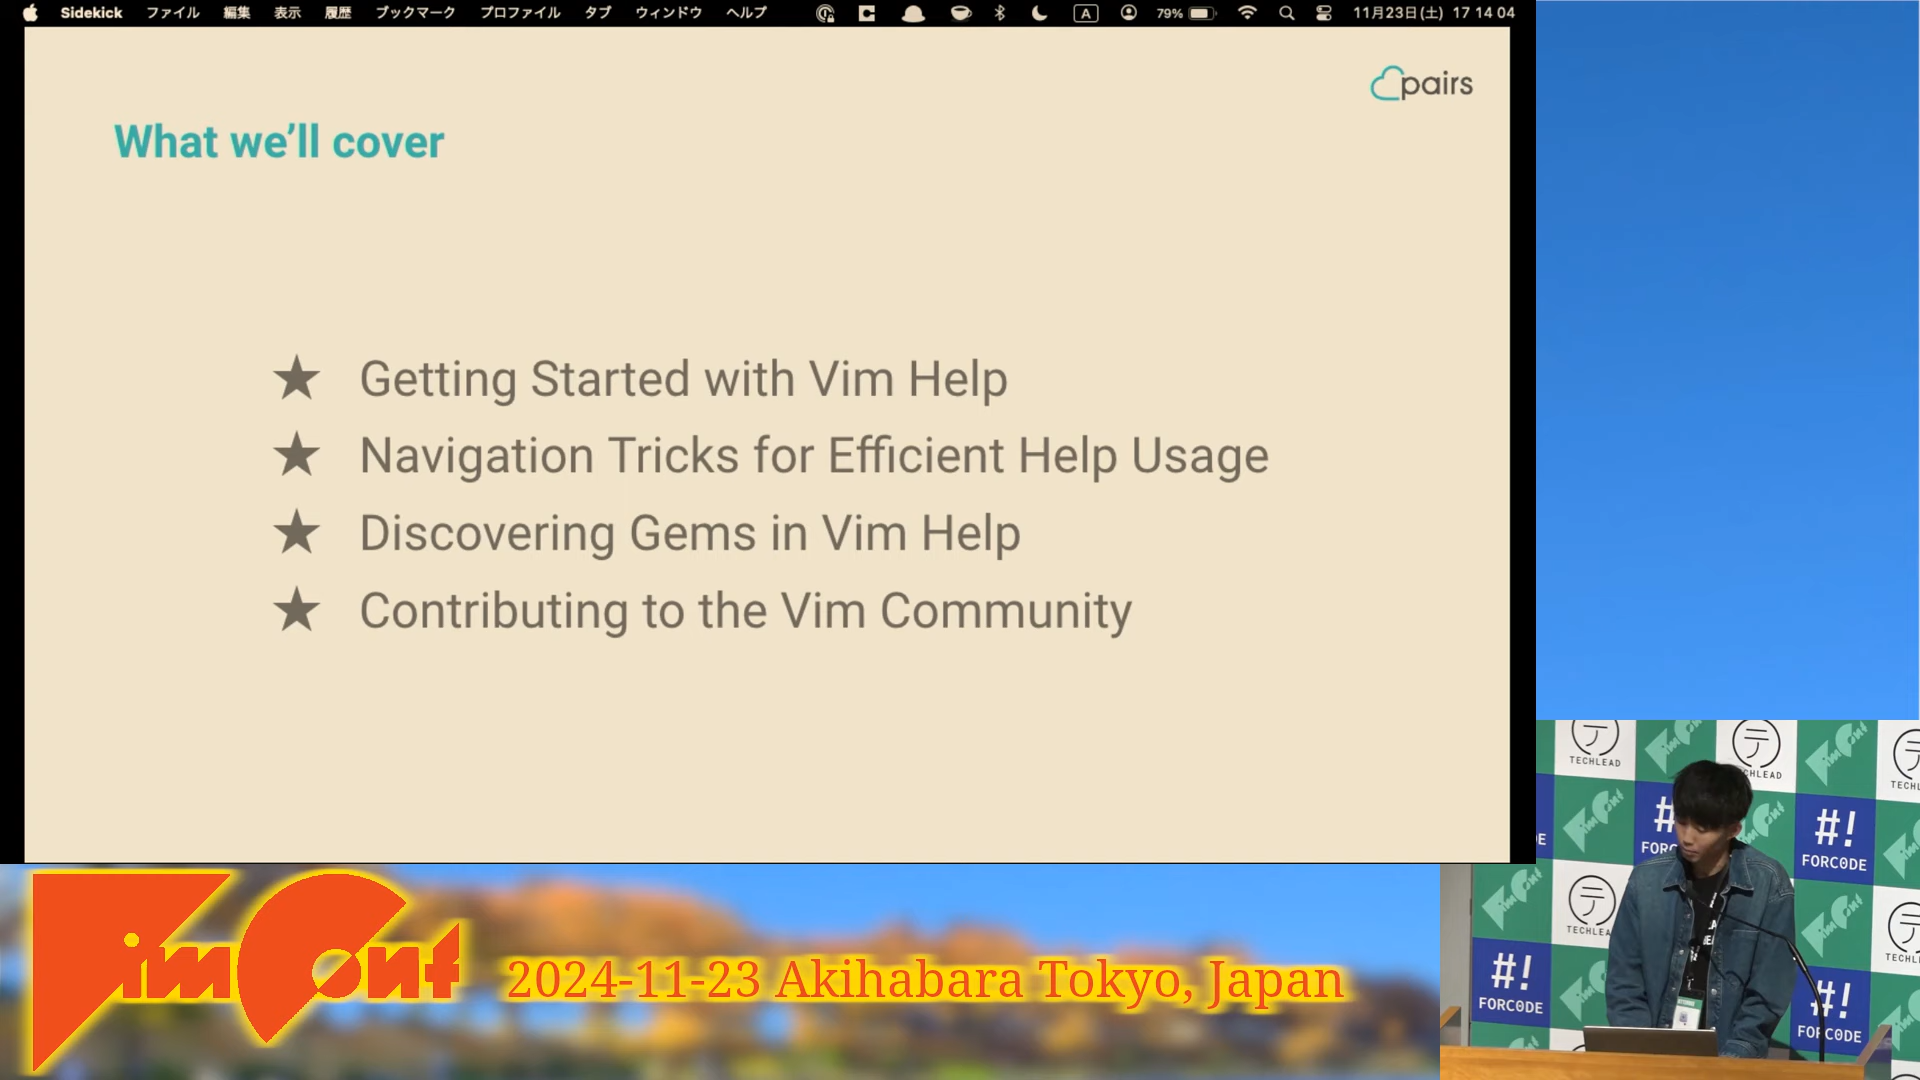 Sidekick ファイル 編集 表示 履歴 ブックマーク プロファイル タブ ウィンドウ ヘルプ A 79% 11月23日(土) 17 14 04
pairs
What we’ll cover
★ Getting Started with Vim Help
★ Navigation Tricks for Efficient Help Usage
★ Discovering Gems in Vim Help
★ Contributing to the Vim Community
VimConf
2024-11-23 Akihabara Tokyo, Japan
テ
TECHLEAD
#!
FORCODE
テ
TECHLEAD
#!
FORCODE
#!
FORCODE